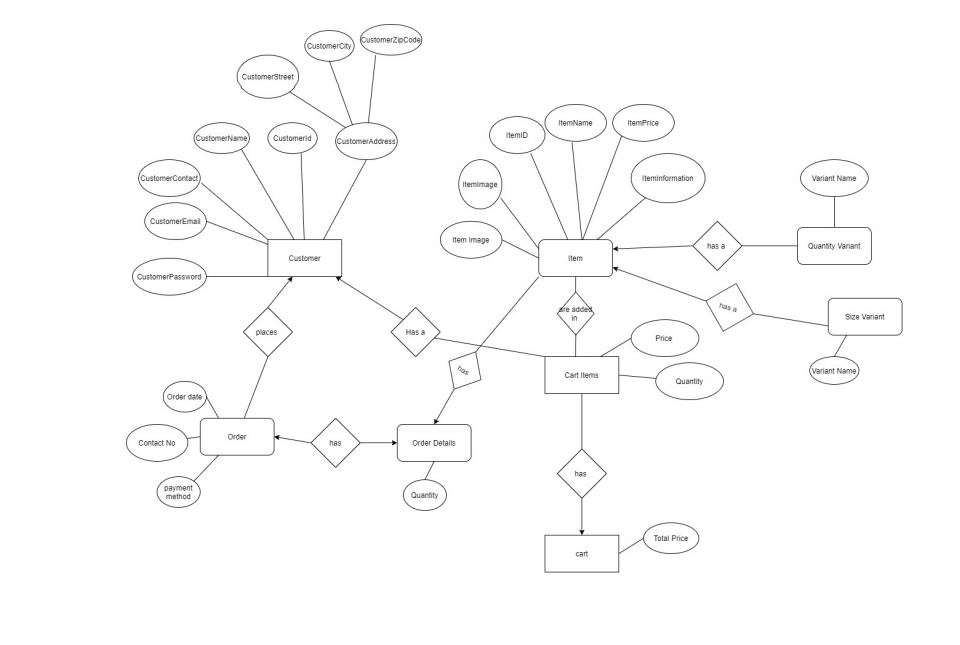 CustomerZipCode
CustomerCity
CustomerStreet
CustomerName
CustomerId
CustomerAddress
CustomerContact
CustomerEmail
CustomerPassword
Customer
ItemID
ItemName
ItemPrice
ItemImage
ItemInformation
Item Image
Item
Variant Name
has a
Quantity Variant
has a
Size Variant
Variant Name
are added
in
places
Has a
has
Price
Cart Items
Quantity
Order date
Contact No
Order
payment
method
has
Order Details
Quantity
has
cart
Total Price